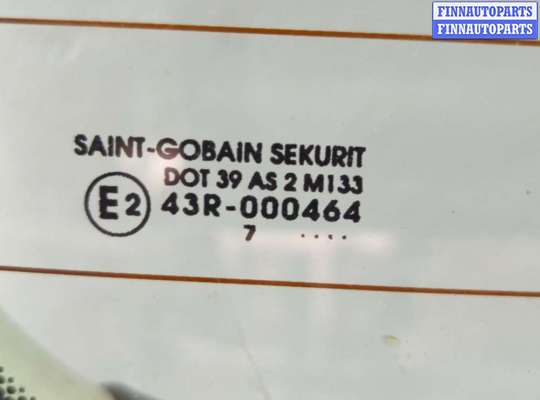 FINNAUTOPARTS
FINNAUTOPARTS
SAINT-GOBAIN SEKURIT
DOT 39 AS 2 M133
E2 43R-000464
7 ....